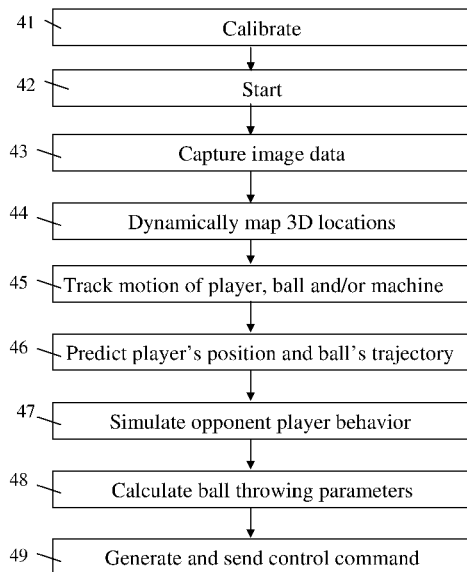 41 Calibrate
42 Start
43 Capture image data
44 Dynamically map 3D locations
45 Track motion of player, ball and/or machine
46 Predict player's position and ball's trajectory
47 Simulate opponent player behavior
48 Calculate ball throwing parameters
49 Generate and send control command